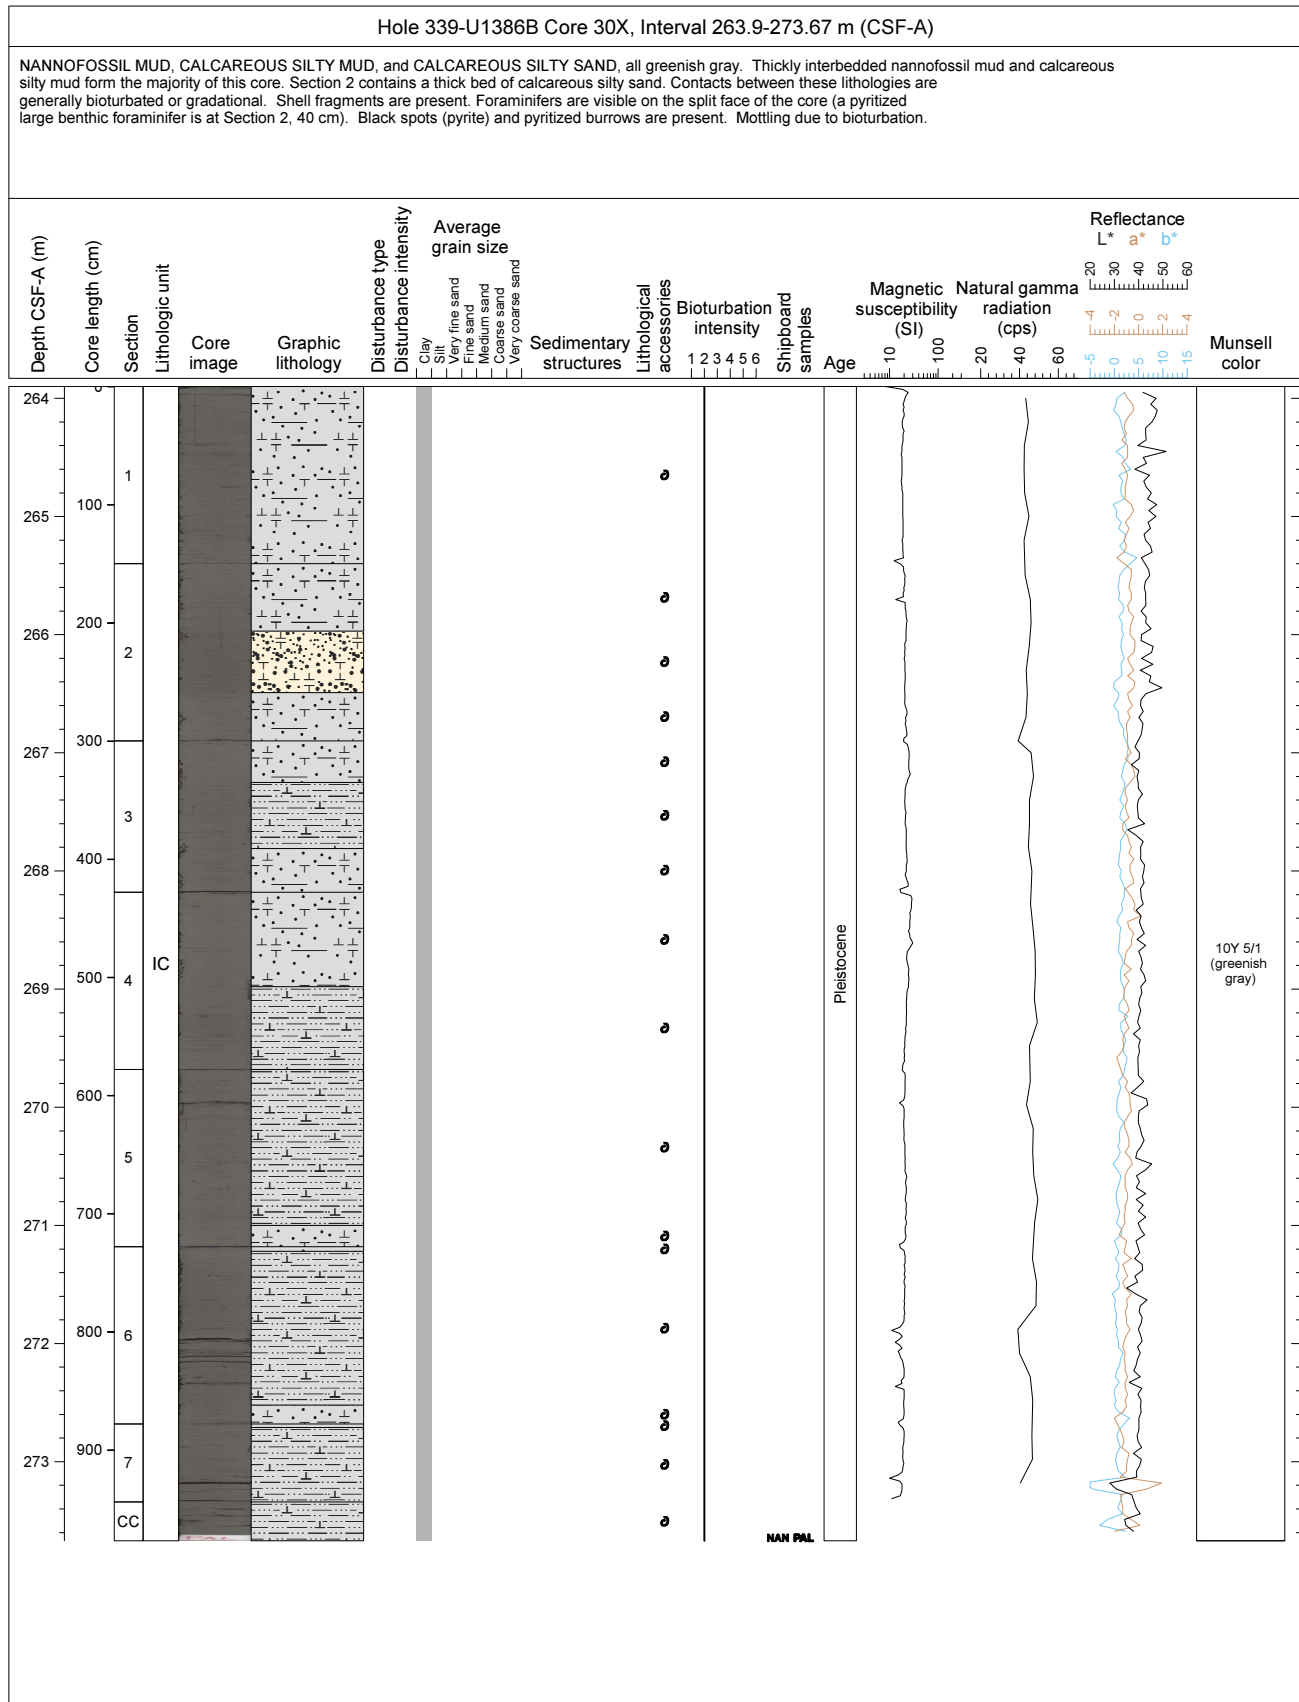 Hole 339-U1386B Core 30X, Interval 263.9-273.67 m (CSF-A)
NANNOFOSSIL MUD, CALCAREOUS SILTY MUD, and CALCAREOUS SILTY SAND, all greenish gray. Thickly interbedded nannofossil mud and calcareous
silty mud form the majority of this core. Section 2 contains a thick bed of calcareous silty sand. Contacts between these lithologies are
generally bioturbated or gradational. Shell fragments are present. Foraminifers are visible on the split face of the core (a pyritized
large benthic foraminifer is at Section 2, 40 cm). Black spots (pyrite) and pyritized burrows are present. Mottling due to bioturbation.
Depth CSF-A (m)
Core length (cm)
Section
Lithologic unit
Core
image
Graphic
lithology
Disturbance type
Disturbance intensity
Average
grain size
Clay
Silt
Very fine sand
Fine sand
Medium sand
Coarse sand
Very coarse sand
Sedimentary
structures
Lithological
accessories
Bioturbation
intensity
1 2 3 4 5 6
Shipboard
samples
Age
Magnetic
susceptibility
(SI)
10 100
Natural gamma
radiation
(cps)
20 40 60
Reflectance
L* a* b*
20 30 40 50 60
-4 -2 0 2 4
-5 0 5 10 15
Munsell
color
264
265
266
267
268
269
270
271
272
273
0
100
200
300
400
500
600
700
800
900
1
2
3
4
5
6
7
CC
IC
Pleistocene
10Y 5/1
(greenish
gray)
NAN PAL
PAL